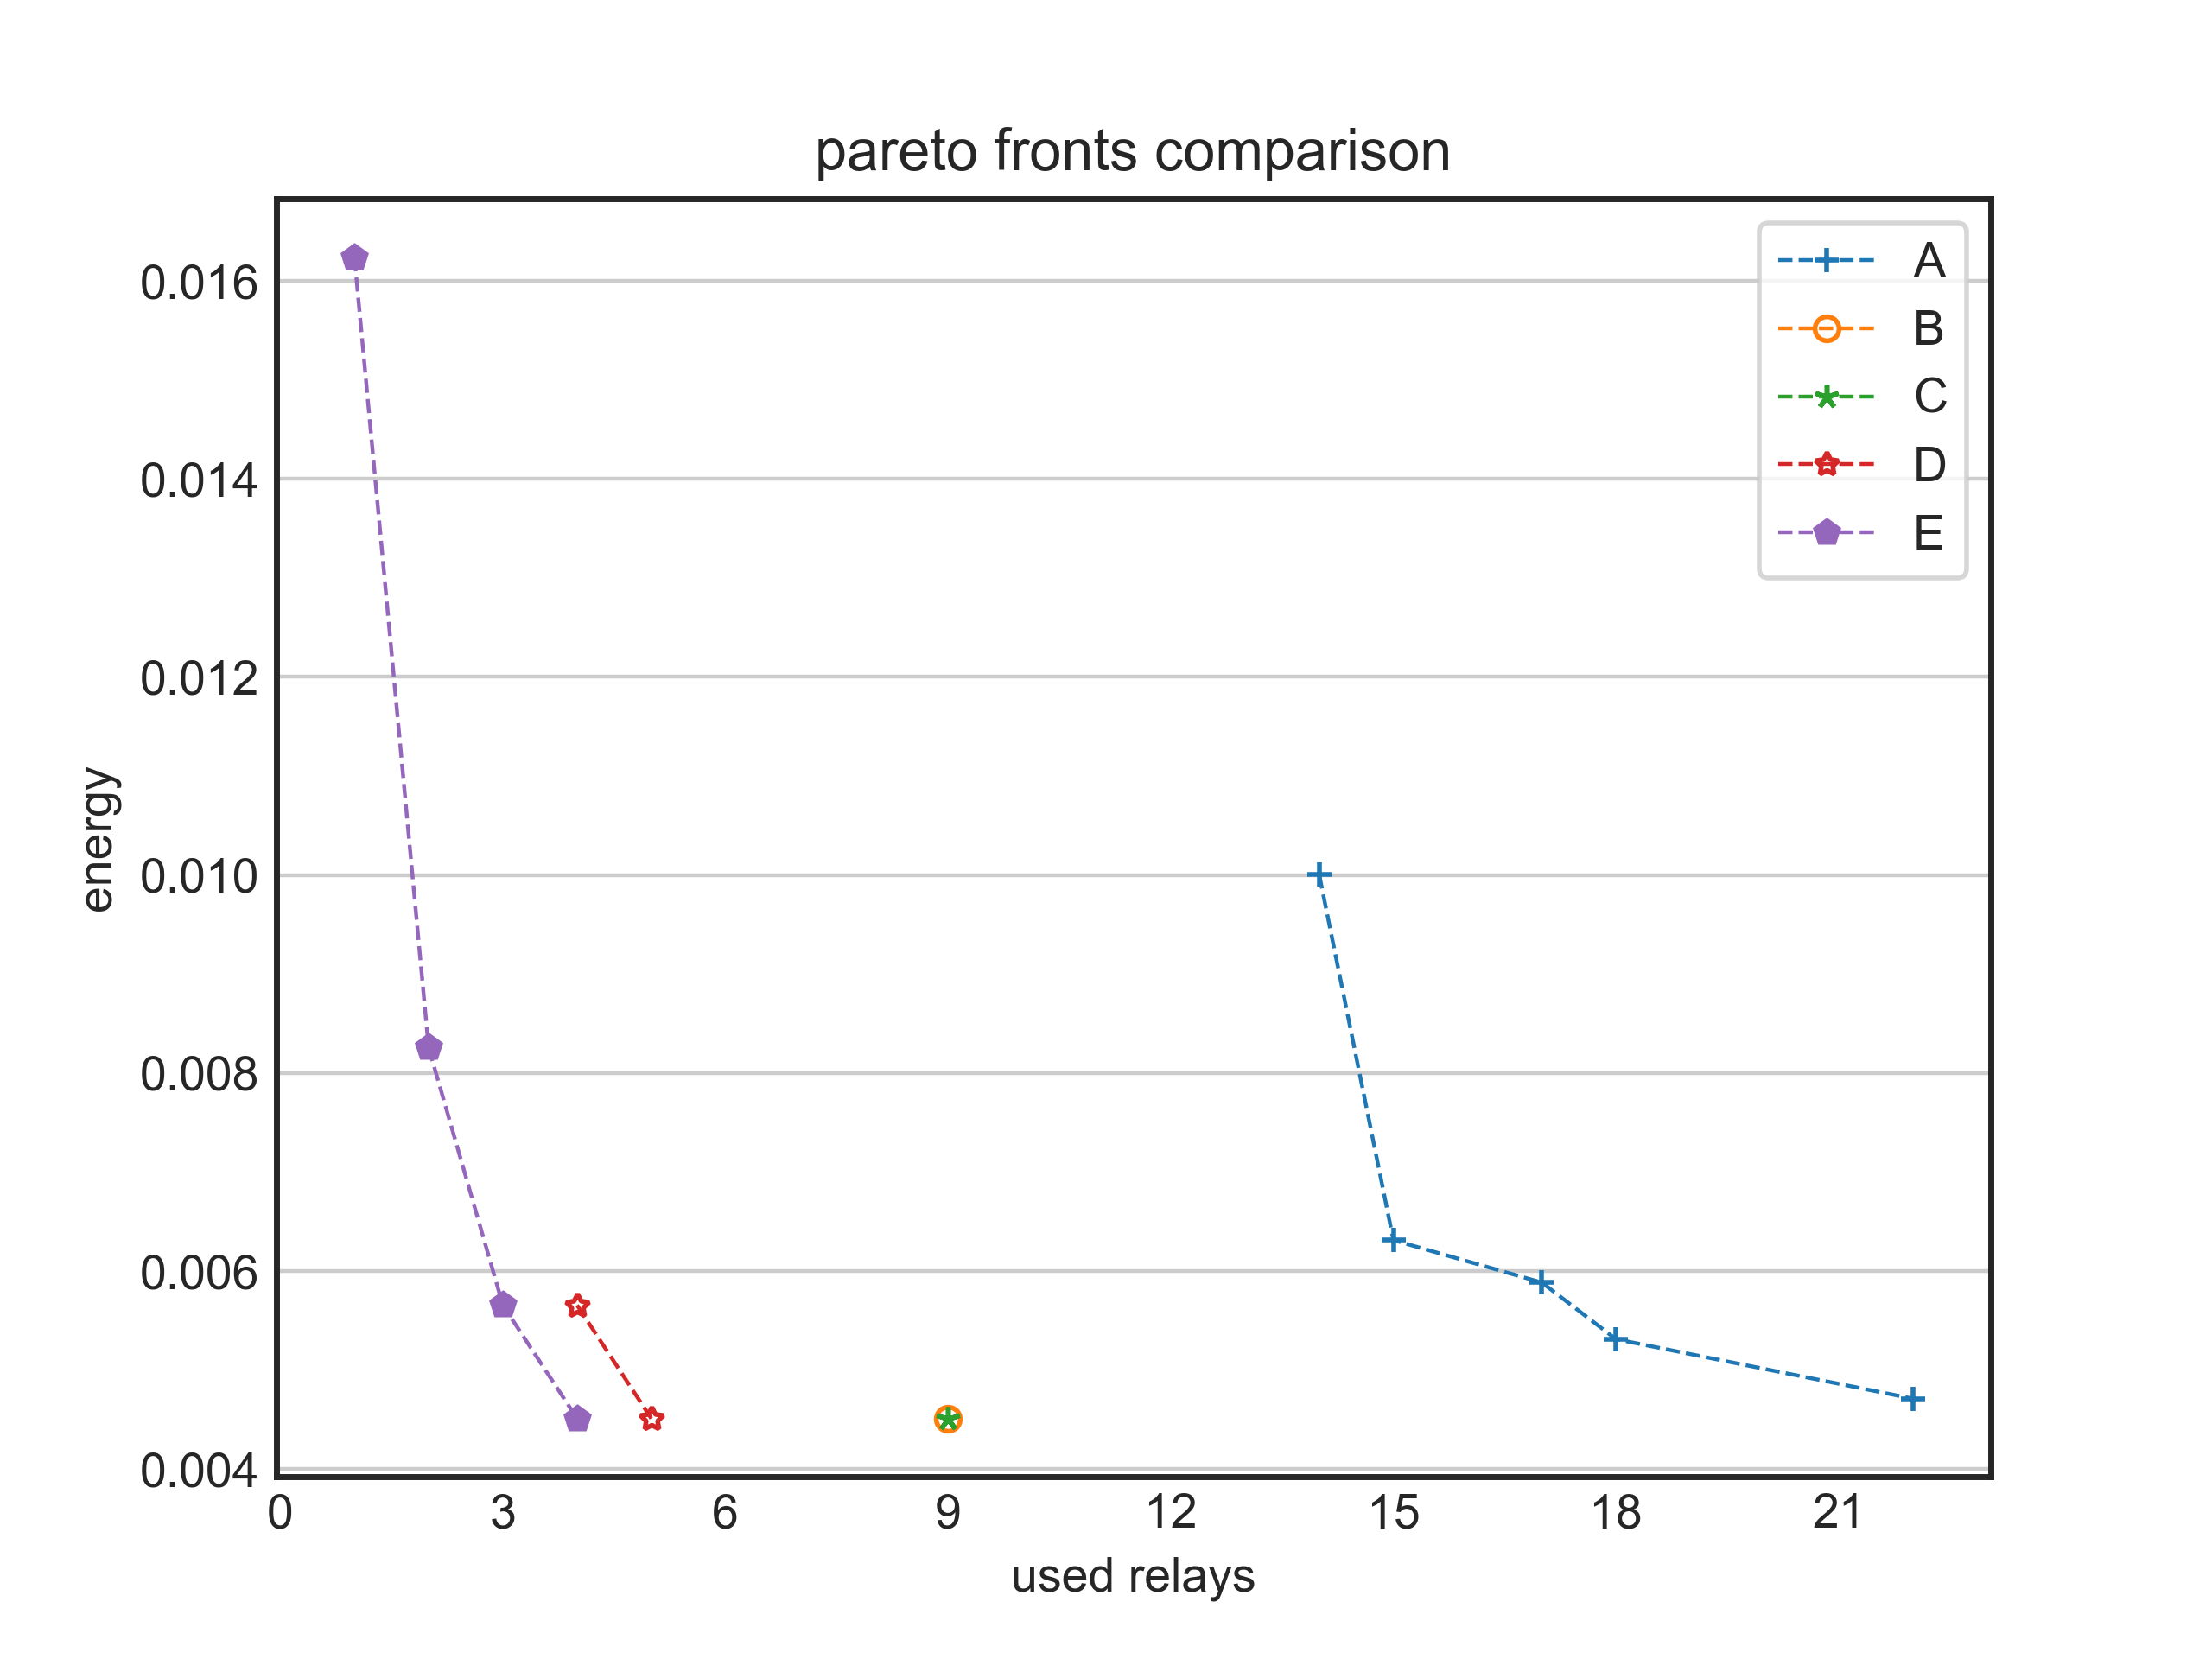 pareto fronts comparison
A
B
C
D
E
0.016
0.014
0.012
0.010
0.008
0.006
0.004
energy
0 3 6 9 12 15 18 21
used relays